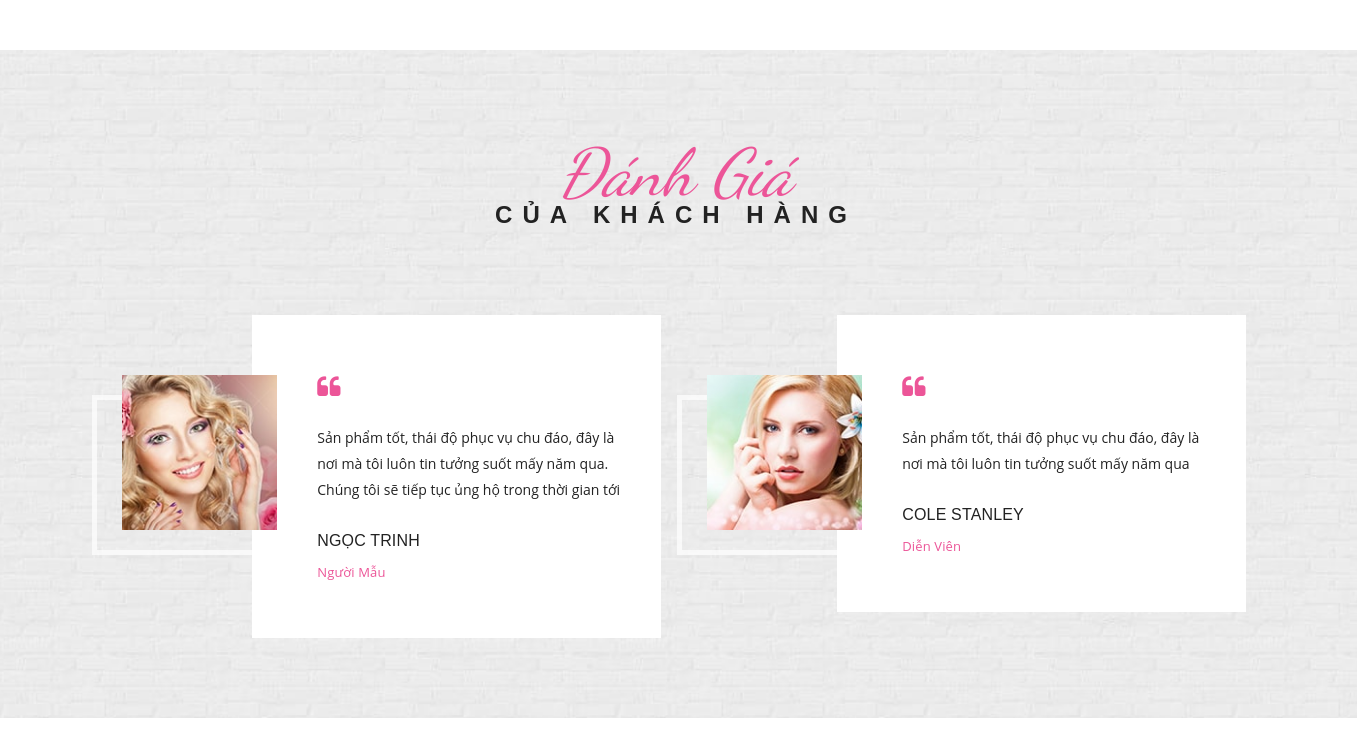 Đánh Giá
CỦA KHÁCH HÀNG
Sản phẩm tốt, thái độ phục vụ chu đáo, đây là
nơi mà tôi luôn tin tưởng suốt mấy năm qua.
Chúng tôi sẽ tiếp tục ủng hộ trong thời gian tới
NGỌC TRINH
Người Mẫu
Sản phẩm tốt, thái độ phục vụ chu đáo, đây là
nơi mà tôi luôn tin tưởng suốt mấy năm qua
COLE STANLEY
Diễn Viên